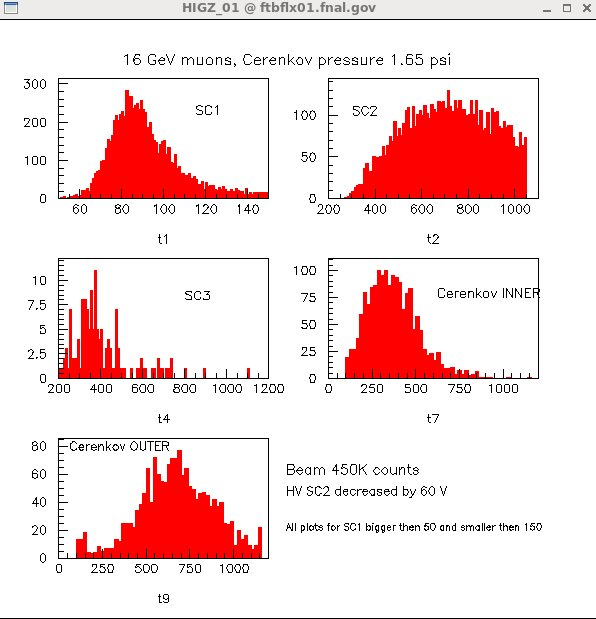 HIGZ_01 @ ftbflx01.fnal.gov
16 GeV muons, Cerenkov pressure 1.65 psi
300
200
100
0
SC1
60 80 100 120 140
t1
100
50
0
SC2
200 400 600 800 1000
t2
10
7.5
5
2.5
0
SC3
200 400 600 800 1000 1200
t4
100
75
50
25
0
Cerenkov INNER
0 250 500 750 1000
t7
80
60
40
20
0
Cerenkov OUTER
0 250 500 750 1000
t9
Beam 450K counts
HV SC2 decreased by 60 V
All plots for SC1 bigger then 50 and smaller then 150